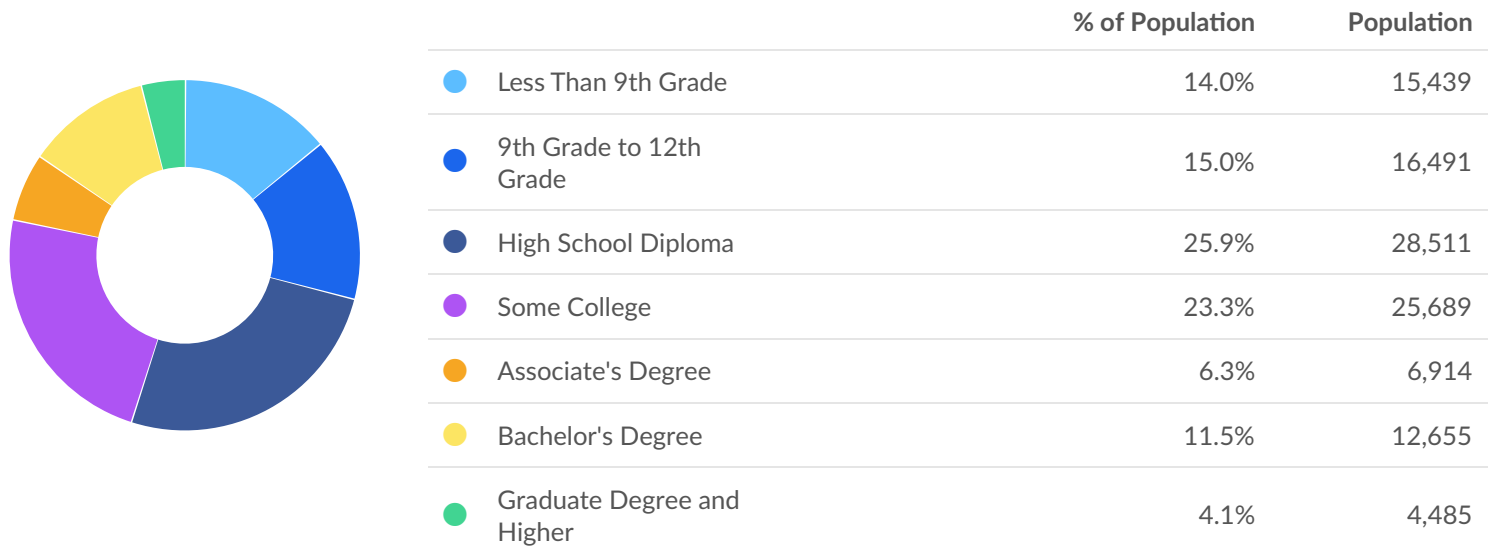 % of Population Population
Less Than 9th Grade 14.0% 15,439
9th Grade to 12th
Grade 15.0% 16,491
High School Diploma 25.9% 28,511
Some College 23.3% 25,689
Associate's Degree 6.3% 6,914
Bachelor's Degree 11.5% 12,655
Graduate Degree and
Higher 4.1% 4,485